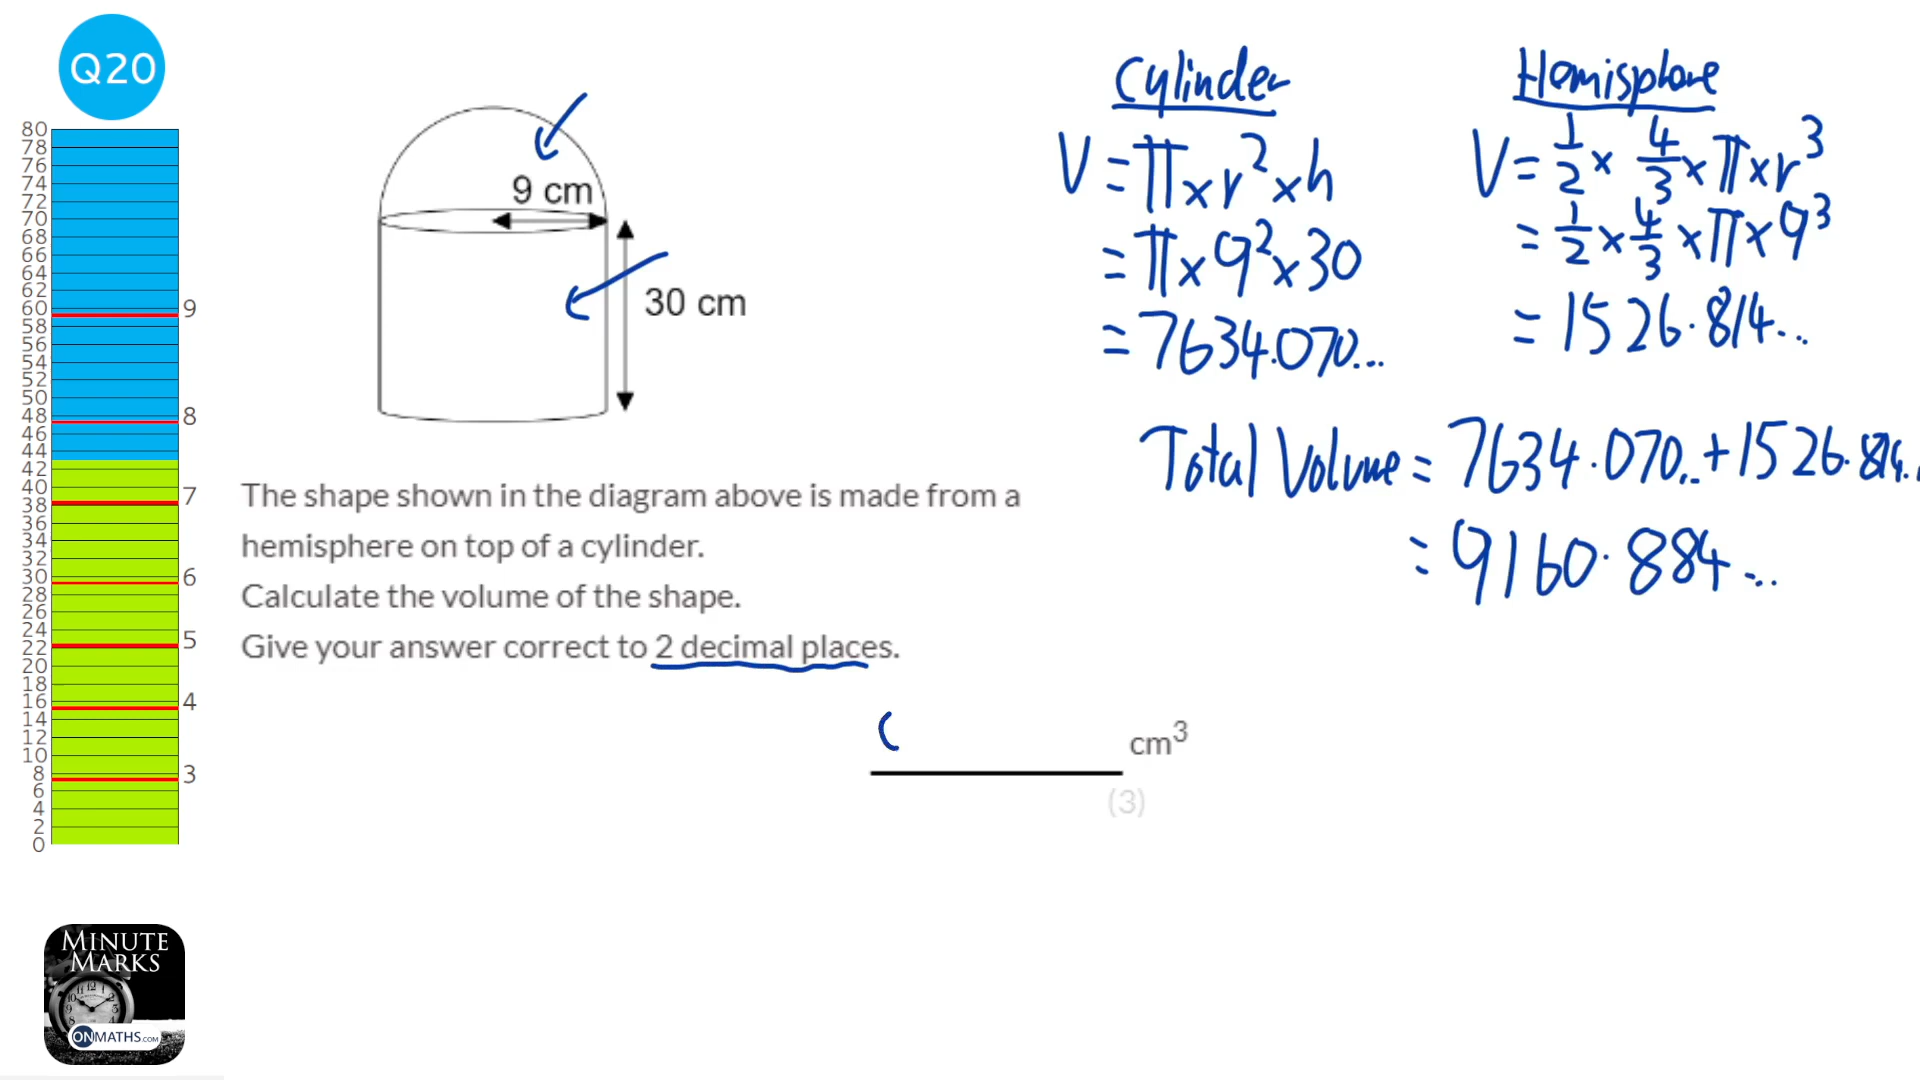 Q20
80
78
76
74
72
70
68
66
64
62
60
58
56
54
52
50
48
46
44
42
40
38
36
34
32
30
28
26
24
22
20
18
16
14
12
10
8
6
4
2
0
9
8
7
6
5
4
3
9 cm
30 cm
The shape shown in the diagram above is made from a
hemisphere on top of a cylinder.
Calculate the volume of the shape.
Give your answer correct to 2 decimal places.
cm³
(3)
Cylinder
V = π × r² × h
= π × 9² × 30
= 7634.070...
Hemisphere
V = 1/2 × 4/3 × π × r³
= 1/2 × 4/3 × π × 9³
= 1526.814...
Total Volume = 7634.070.. + 1526.814..
= 9160.884...
MINUTE
MARKS
ONMATHS.COM